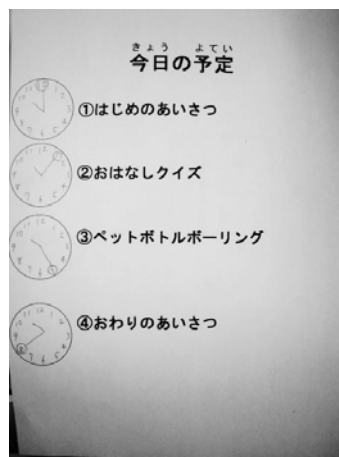 きょう よてい
今日の予定
①はじめのあいさつ
②おはなしクイズ
③ペットボトルボーリング
④おわりのあいさつ